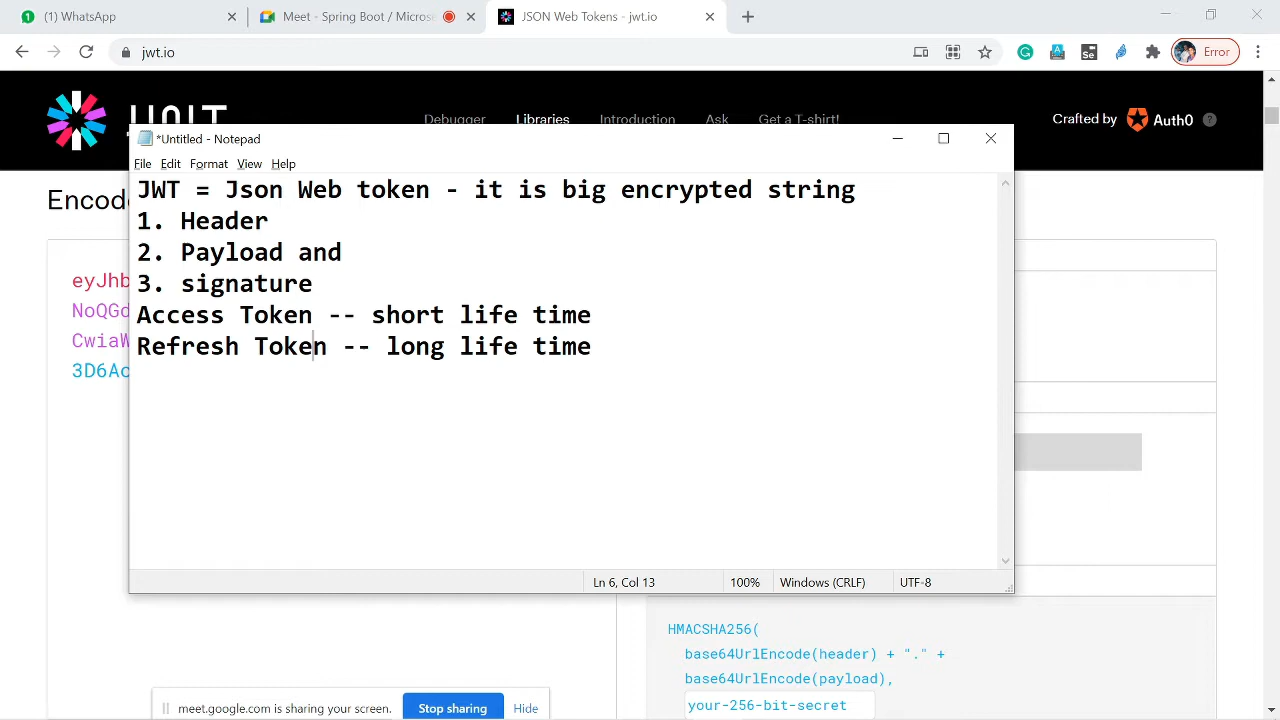 (1) WhatsApp
Meet - Spring Boot / Micros
JSON Web Tokens - jwt.io
jwt.io
Error
Debugger
Libraries
Introduction
Ask
Get a T-shirt!
Crafted by
Auth0
*Untitled - Notepad
File Edit Format View Help
JWT = Json Web token - it is big encrypted string
1. Header
2. Payload and
3. signature
Access Token -- short life time
Refresh Token -- long life time
Ln 6, Col 13
100%
Windows (CRLF)
UTF-8
Encod
eyJhb
NoQGd
CwiaW
3D6Ac
HMACSHA256(
base64UrlEncode(header) + "." +
base64UrlEncode(payload),
your-256-bit-secret
meet.google.com is sharing your screen.
Stop sharing
Hide